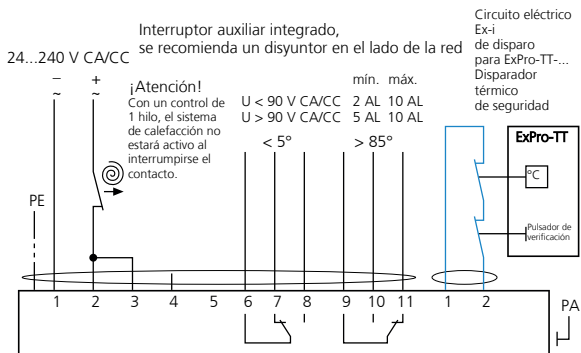 Interruptor auxiliar integrado,
se recomienda un disyuntor en el lado de la red
24...240 V CA/CC
– +
~ ~
¡Atención!
Con un control de
1 hilo, el sistema
de calefacción no
estará activo al
interrumpirse el
contacto.
mín. máx.
U < 90 V CA/CC 2 AL 10 AL
U > 90 V CA/CC 5 AL 10 AL
< 5° > 85°
Circuito eléctrico
Ex-i
de disparo
para ExPro-TT-...
Disparador
térmico
de seguridad
ExPro-TT
°C
Pulsador de
verificación
PE
1 2 3 4 5 6 7 8 9 10 11 1 2
PA